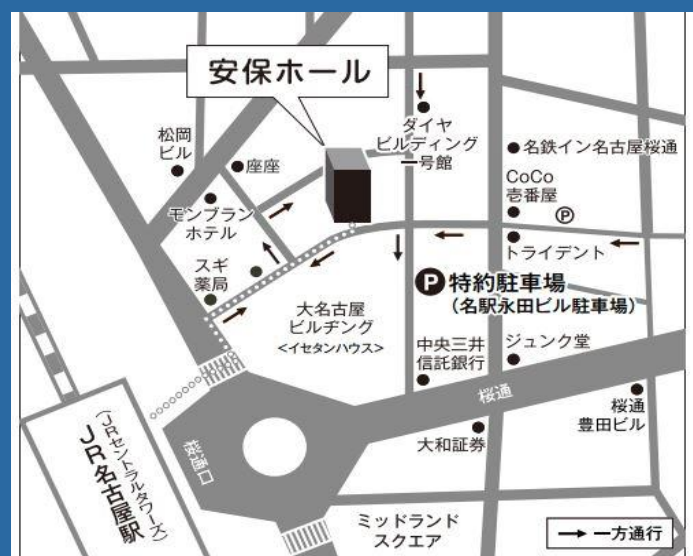 安保ホール
松岡
ビル
座座
モンブラン
ホテル
スギ
薬局
ダイヤ
ビルディング
一号館
名鉄イン名古屋桜通
CoCo
壱番屋
P
トライデント
P 特約駐車場
（名駅永田ビル駐車場）
大名古屋
ビルヂング
<イセタンハウス>
中央三井
信託銀行
ジュンク堂
桜通
桜通
豊田ビル
大和証券
桜通口
（JRセントラルタワーズ）
JR名古屋駅
ミッドランド
スクエア
→ 一方通行